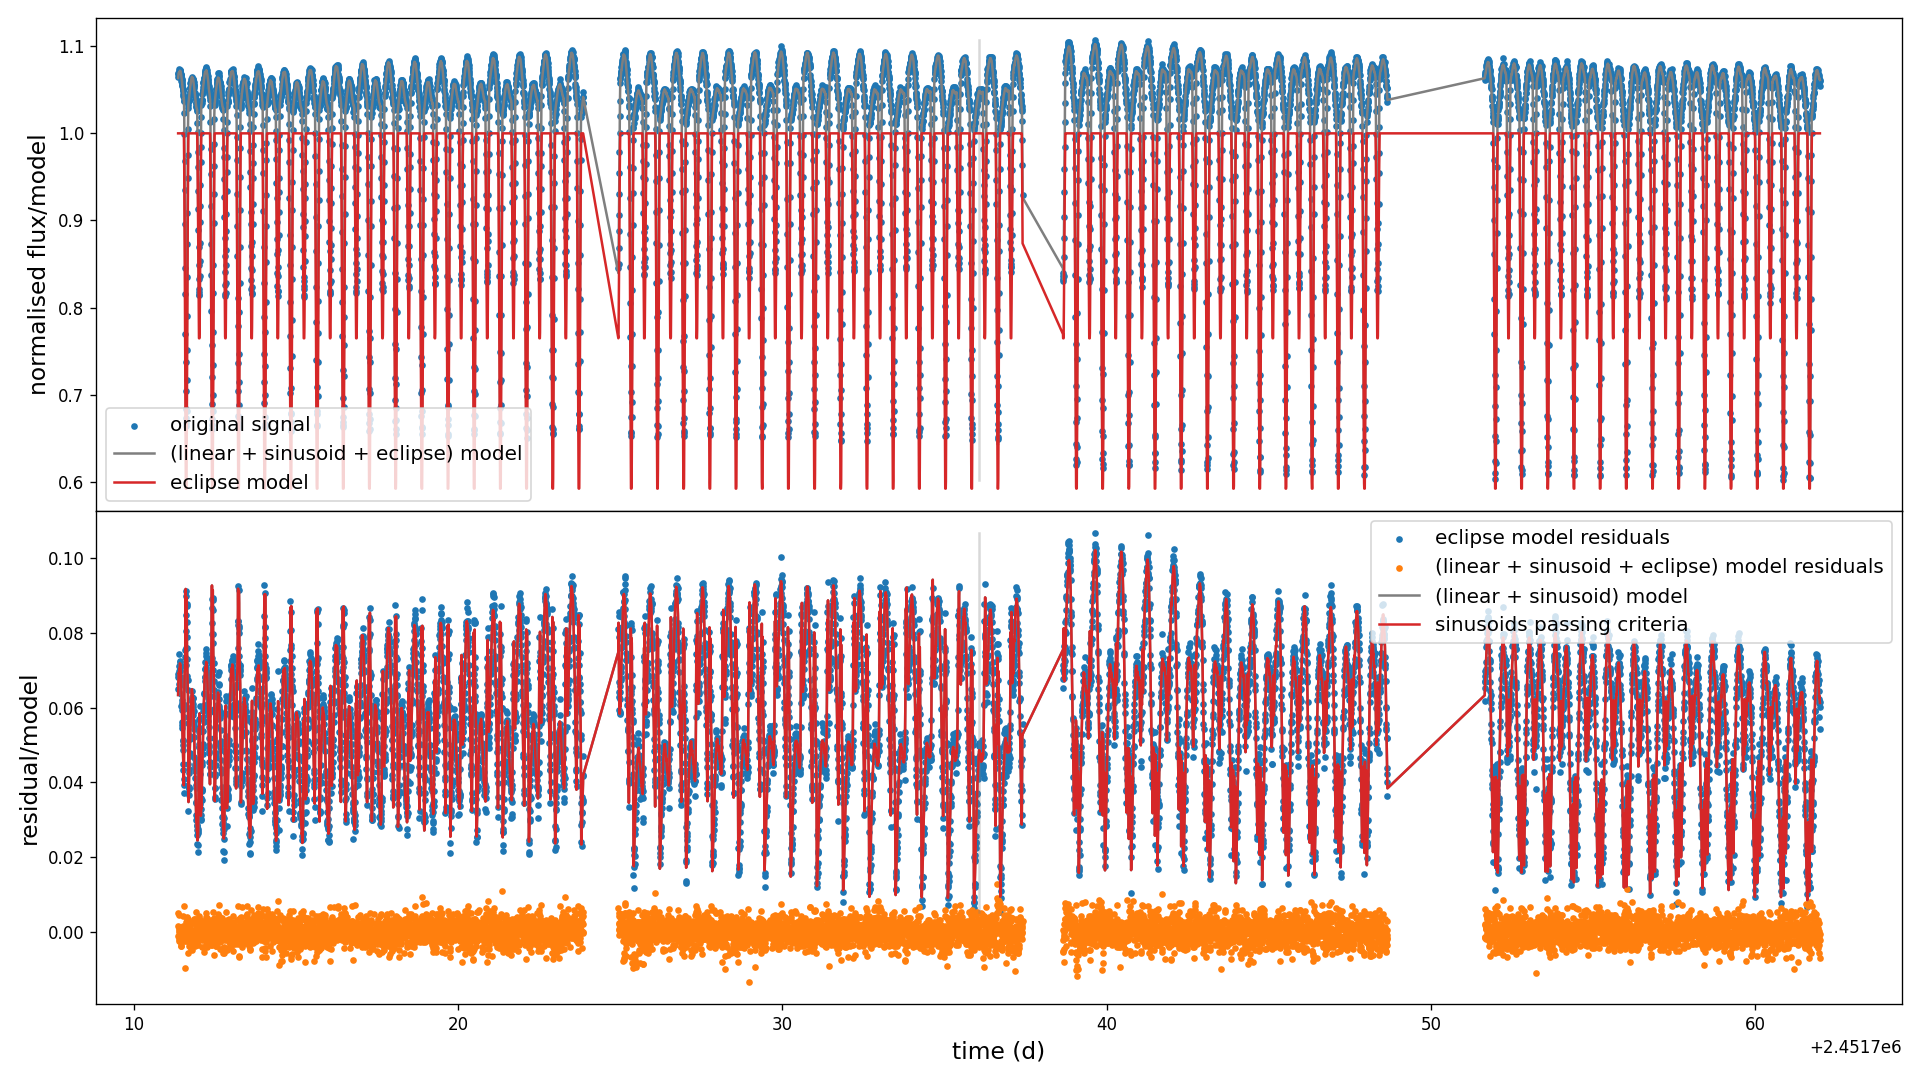 1.1
1.0
0.9
0.8
0.7
0.6
normalised flux/model
original signal
(linear + sinusoid + eclipse) model
eclipse model
0.10
0.08
0.06
0.04
0.02
0.00
residual/model
eclipse model residuals
(linear + sinusoid + eclipse) model residuals
(linear + sinusoid) model
sinusoids passing criteria
10
20
30
40
50
60
time (d)
+2.4517e6